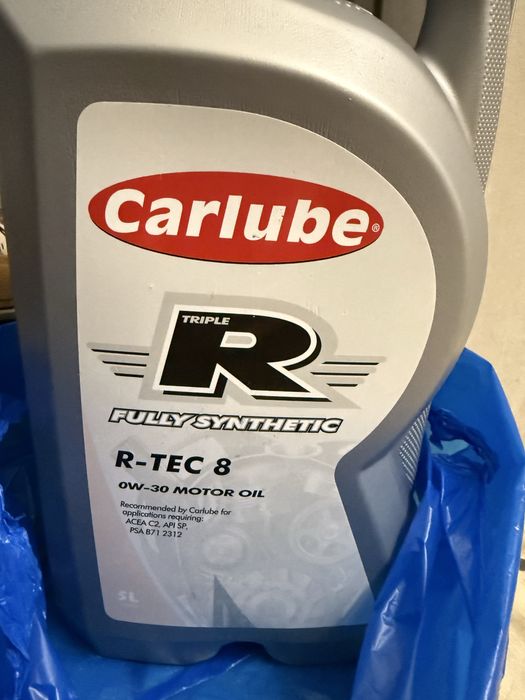 Carlube®
TRIPLE
R
FULLY SYNTHETIC
R-TEC 8
0W-30 MOTOR OIL
Recommended by Carlube for
applications requiring:
ACEA C2, API SP,
PSA B71 2312
5L